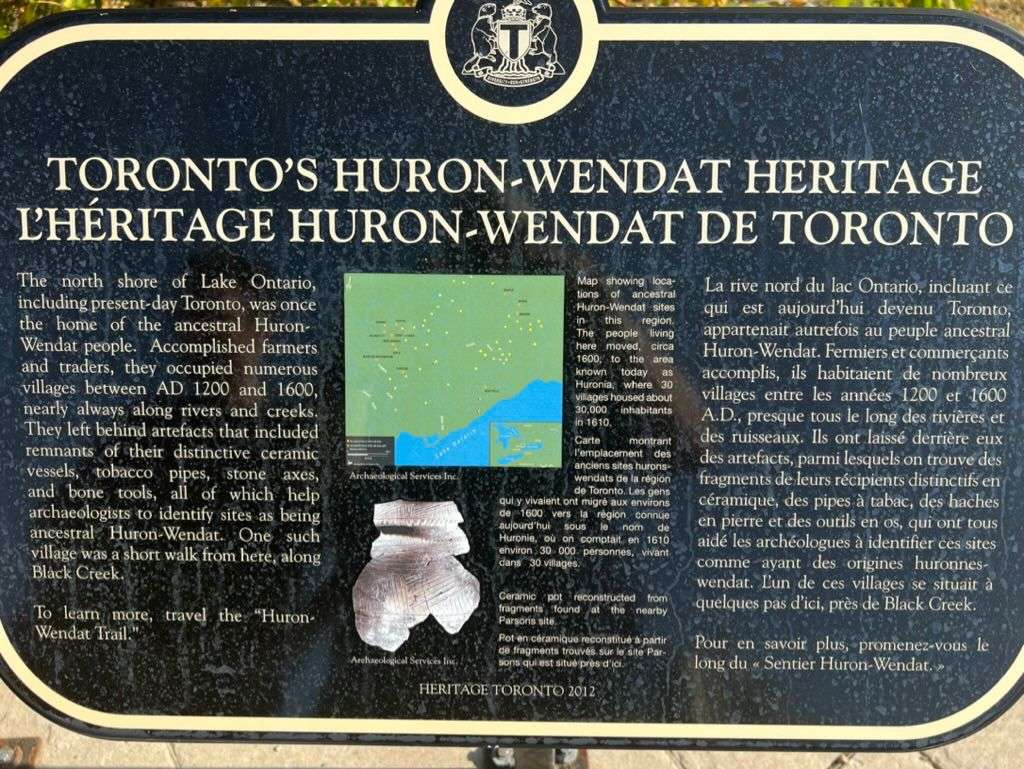 TORONTO'S HURON-WENDAT HERITAGE
L'HÉRITAGE HURON-WENDAT DE TORONTO
The north shore of Lake Ontario,
including present-day Toronto, was once
the home of the ancestral Huron-
Wendat people. Accomplished farmers
and traders, they occupied numerous
villages between AD 1200 and 1600,
nearly always along rivers and creeks.
They left behind artefacts that included
remnants of their distinctive ceramic
vessels, tobacco pipes, stone axes,
and bone tools, all of which help
archaeologists to identify sites as being
ancestral Huron-Wendat. One such
village was a short walk from here, along
Black Creek.
To learn more, travel the "Huron-
Wendat Trail."
Lake Ontario
Archaeological Services Inc.
Archaeological Services Inc.
Map showing loca-
tions of ancestral
Huron-Wendat sites
in this region.
The people living
here moved, circa
1600, to the area
known today as
Huronia, where 30
villages housed about
30,000 inhabitants
in 1610.
Carte montrant
l'emplacement des
anciens sites hurons-
wendats de la région
de Toronto. Les gens
qui y vivaient ont migré aux environs
de 1600 vers la région connue
aujourd'hui sous le nom de
Huronie, où on comptait en 1610
environ 30 000 personnes, vivant
dans 30 villages.
Ceramic pot reconstructed from
fragments found at the nearby
Parsons site.
Pot en céramique reconstitué à partir
de fragments trouvés sur le site Par-
sons qui est situé près d'ici.
La rive nord du lac Ontario, incluant ce
qui est aujourd'hui devenu Toronto,
appartenait autrefois au peuple ancestral
Huron-Wendat. Fermiers et commerçants
accomplis, ils habitaient de nombreux
villages entre les années 1200 et 1600
A.D., presque tous le long des rivières et
des ruisseaux. Ils ont laissé derrière eux
des artefacts, parmi lesquels on trouve des
fragments de leurs récipients distinctifs en
céramique, des pipes à tabac, des haches
en pierre et des outils en os, qui ont tous
aidé les archéologues à identifier ces sites
comme ayant des origines huronnes-
wendat. L'un de ces villages se situait à
quelques pas d'ici, près de Black Creek.
Pour en savoir plus, promenez-vous le
long du « Sentier Huron-Wendat. »
HERITAGE TORONTO 2012